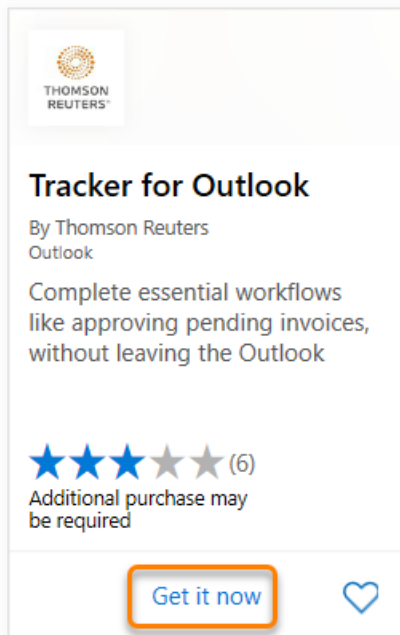 THOMSON
REUTERS
Tracker for Outlook
By Thomson Reuters
Outlook
Complete essential workflows
like approving pending invoices,
without leaving the Outlook
(6)
Additional purchase may
be required
Get it now